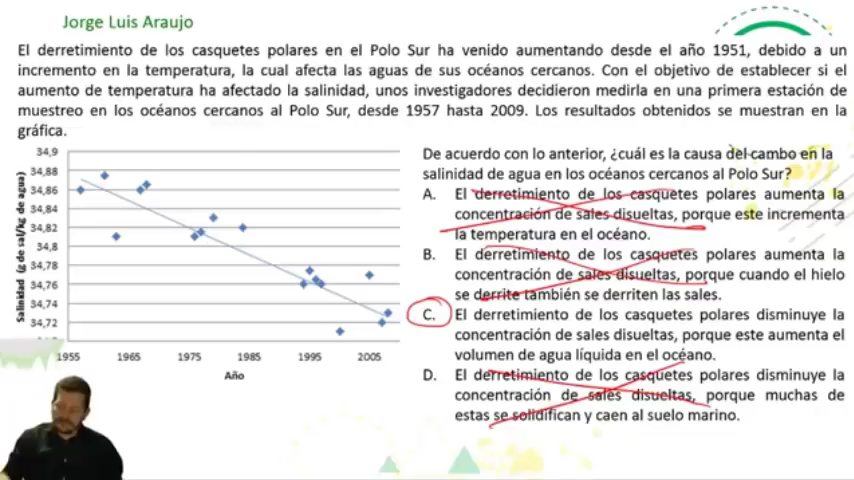 Jorge Luis Araujo
El derretimiento de los casquetes polares en el Polo Sur ha venido aumentando desde el año 1951, debido a un
incremento en la temperatura, la cual afecta las aguas de sus océanos cercanos. Con el objetivo de establecer si el
aumento de temperatura ha afectado la salinidad, unos investigadores decidieron medirla en una primera estación de
muestreo en los océanos cercanos al Polo Sur, desde 1957 hasta 2009. Los resultados obtenidos se muestran en la
gráfica.
Salinidad (g de sal/kg de agua)
34,9
34,88
34,86
34,84
34,82
34,8
34,78
34,76
34,74
34,72
1955 1965 1975 1985 1995 2005
Año
De acuerdo con lo anterior, ¿cuál es la causa del cambo en la
salinidad de agua en los océanos cercanos al Polo Sur?
A. El derretimiento de los casquetes polares aumenta la
concentración de sales disueltas, porque este incrementa
la temperatura en el océano.
B. El derretimiento de los casquetes polares aumenta la
concentración de sales disueltas, porque cuando el hielo
se derrite también se derriten las sales.
C. El derretimiento de los casquetes polares disminuye la
concentración de sales disueltas, porque este aumenta el
volumen de agua líquida en el océano.
D. El derretimiento de los casquetes polares disminuye la
concentración de sales disueltas, porque muchas de
estas se solidifican y caen al suelo marino.